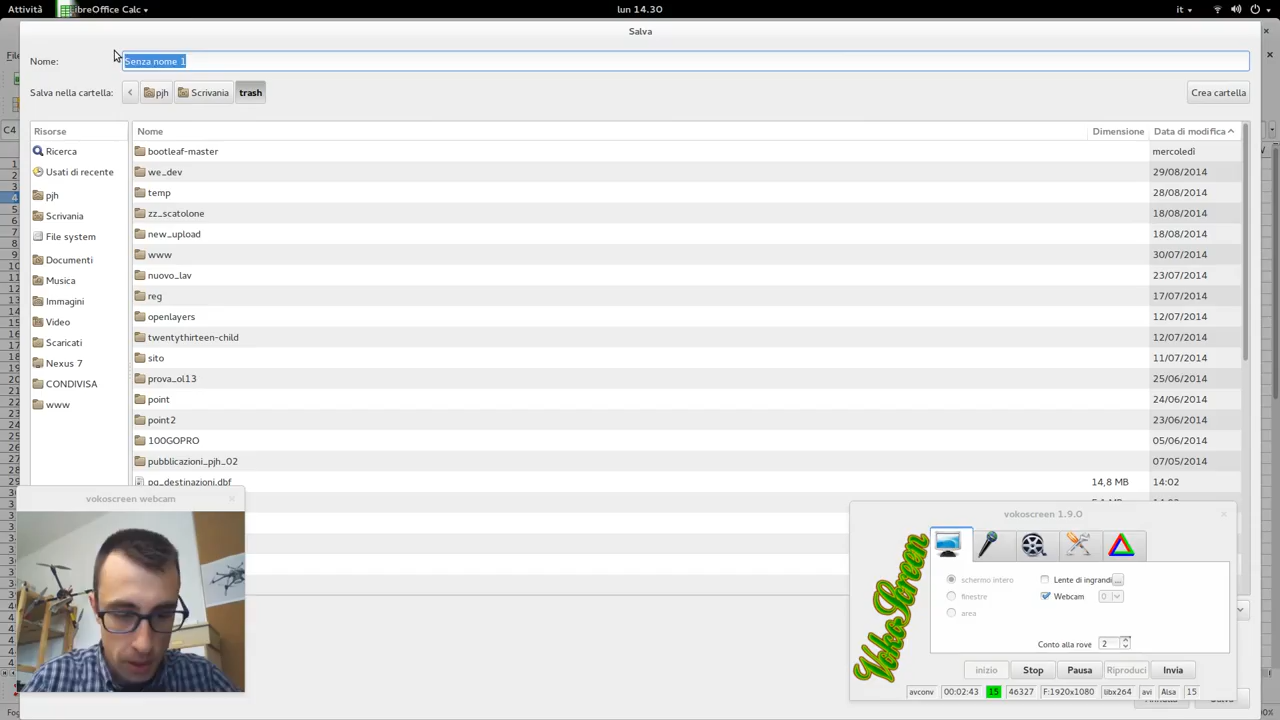 Attività LibreOffice Calc lun 14.30 it
Salva
Nome: Senza nome 1
Salva nella cartella: pjh Scrivania trash Crea cartella
Risorse Nome Dimensione Data di modifica
Ricerca bootleaf-master mercoledì
Usati di recente we_dev 29/08/2014
pjh temp 28/08/2014
Scrivania zz_scatolone 18/08/2014
File system new_upload 18/08/2014
Documenti www 30/07/2014
Musica nuovo_lav 23/07/2014
Immagini reg 17/07/2014
Video openlayers 12/07/2014
Scaricati twentythirteen-child 12/07/2014
Nexus 7 sito 11/07/2014
CONDIVISA prova_ol13 25/06/2014
www point 24/06/2014
point2 23/06/2014
100GOPRO 05/06/2014
pubblicazioni_pjh_02 07/05/2014
pg_destinazioni.dbf 14,8 MB 14:02
vokoscreen webcam
vokoscreen 1.9.0
VokoScreen
schermo intero Lente di ingrandi ...
finestre Webcam 0
area
Conto alla rove 2
inizio Stop Pausa Riproduci Invia
avconv 00:02:43 15 46327 F:1920x1080 libx264 avi Alsa 15